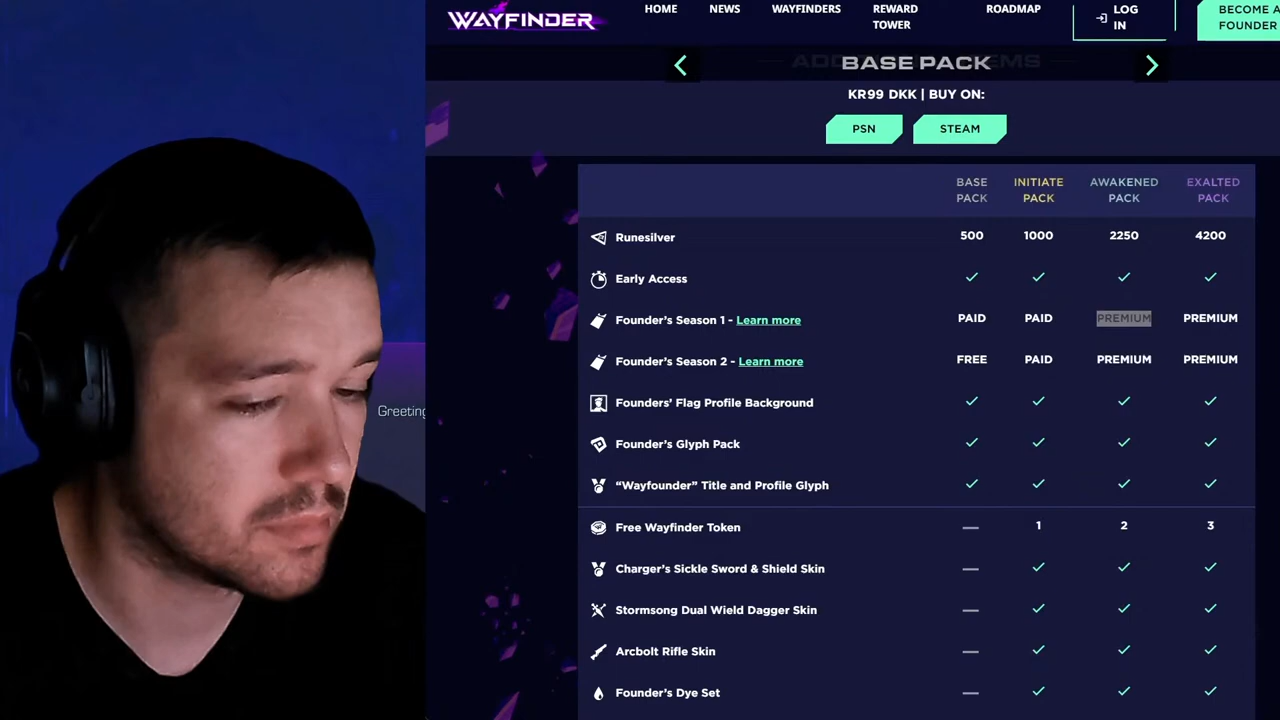 WAYFINDER
HOME
NEWS
WAYFINDERS
REWARD
TOWER
ROADMAP
LOG
IN
BECOME A
FOUNDER
BASE PACK
KR99 DKK | BUY ON:
PSN
STEAM
BASE
PACK
INITIATE
PACK
AWAKENED
PACK
EXALTED
PACK
Runesilver 500 1000 2250 4200
Early Access
Founder's Season 1 - Learn more PAID PAID PREMIUM PREMIUM
Founder's Season 2 - Learn more FREE PAID PREMIUM PREMIUM
Founders' Flag Profile Background
Founder's Glyph Pack
“Wayfounder” Title and Profile Glyph
Free Wayfinder Token — 1 2 3
Charger's Sickle Sword & Shield Skin —
Stormsong Dual Wield Dagger Skin —
Arcbolt Rifle Skin —
Founder's Dye Set —
Greeting